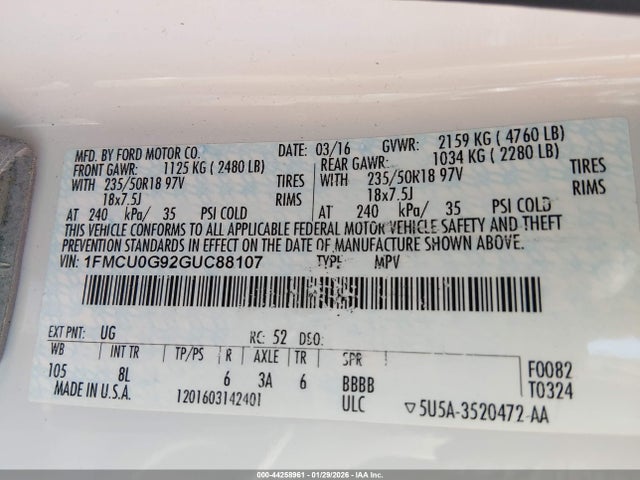 MFD. BY FORD MOTOR CO. DATE: 03/16 GVWR: 2159 KG ( 4760 LB)
FRONT GAWR: 1125 KG ( 2480 LB) REAR GAWR: 1034 KG ( 2280 LB)
WITH 235/50R18 97V TIRES WITH 235/50R18 97V TIRES
18x7.5J RIMS 18x7.5J RIMS
AT 240 kPa/ 35 PSI COLD AT 240 kPa/ 35 PSI COLD
THIS VEHICLE CONFORMS TO ALL APPLICABLE FEDERAL MOTOR VEHICLE SAFETY AND THEFT
PREVENTION STANDARDS IN EFFECT ON THE DATE OF MANUFACTURE SHOWN ABOVE.
VIN: 1FMCU0G92GUC88107 TYPE: MPV
EXT PNT: UG RC: 52 DSO:
WB INT TR TP/PS R AXLE TR SPR
105 8L 6 3A 6 BBBB
F0082
T0324
MADE IN U.S.A. 1201603142401 ULC ▽5U5A-3520472-AA
000-44258961 - 01/29/2026 - IAA Inc.